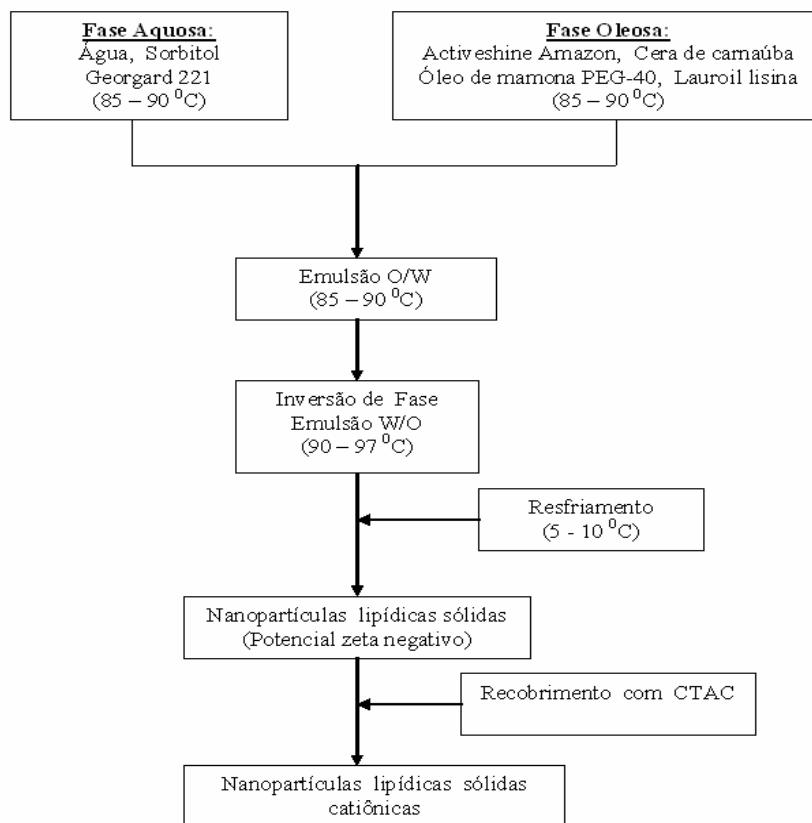 Fase Aquosa:
Água, Sorbitol
Georgard 221
(85 – 90 ⁰C)
Fase Oleosa:
Activeshine Amazon, Cera de carnaúba
Óleo de mamona PEG-40, Lauroil lisina
(85 – 90 ⁰C)
Emulsão O/W
(85 – 90 ⁰C)
Inversão de Fase
Emulsão W/O
(90 – 97 ⁰C)
Resfriamento
(5 - 10 ⁰C)
Nanopartículas lipídicas sólidas
(Potencial zeta negativo)
Recobrimento com CTAC
Nanopartículas lipídicas sólidas
catiônicas